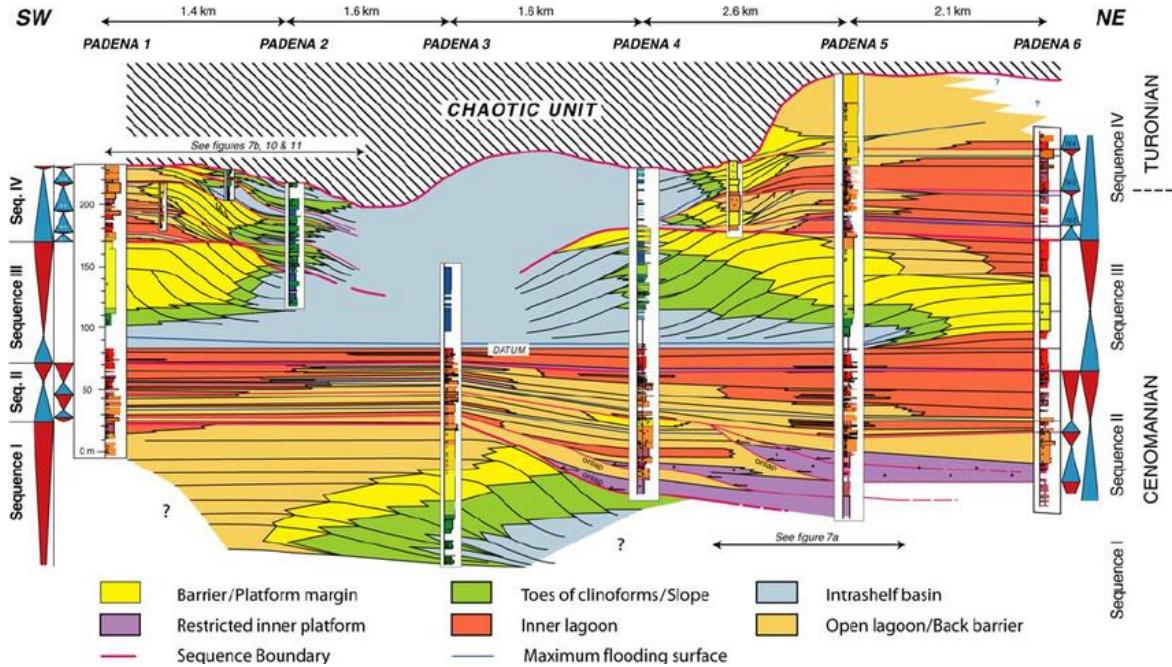 1.4 km 1.6 km 1.6 km 2.6 km 2.1 km
SW NE
PADENA 1 PADENA 2 PADENA 3 PADENA 4 PADENA 5 PADENA 6
CHAOTIC UNIT
See figures 7b, 10 & 11
?
?
Seq. IV
Sequence III
Seq. II
Sequence I
200
150
100
50
0 m
DATUM
onlap
onlap
onlap
?
?
See figure 7a
Sequence IV
Sequence III
Sequence II
Sequence I
TURONIAN
CENOMANIAN
Barrier/Platform margin Toes of clinoforms/Slope Intrashelf basin
Restricted inner platform Inner lagoon Open lagoon/Back barrier
Sequence Boundary Maximum flooding surface